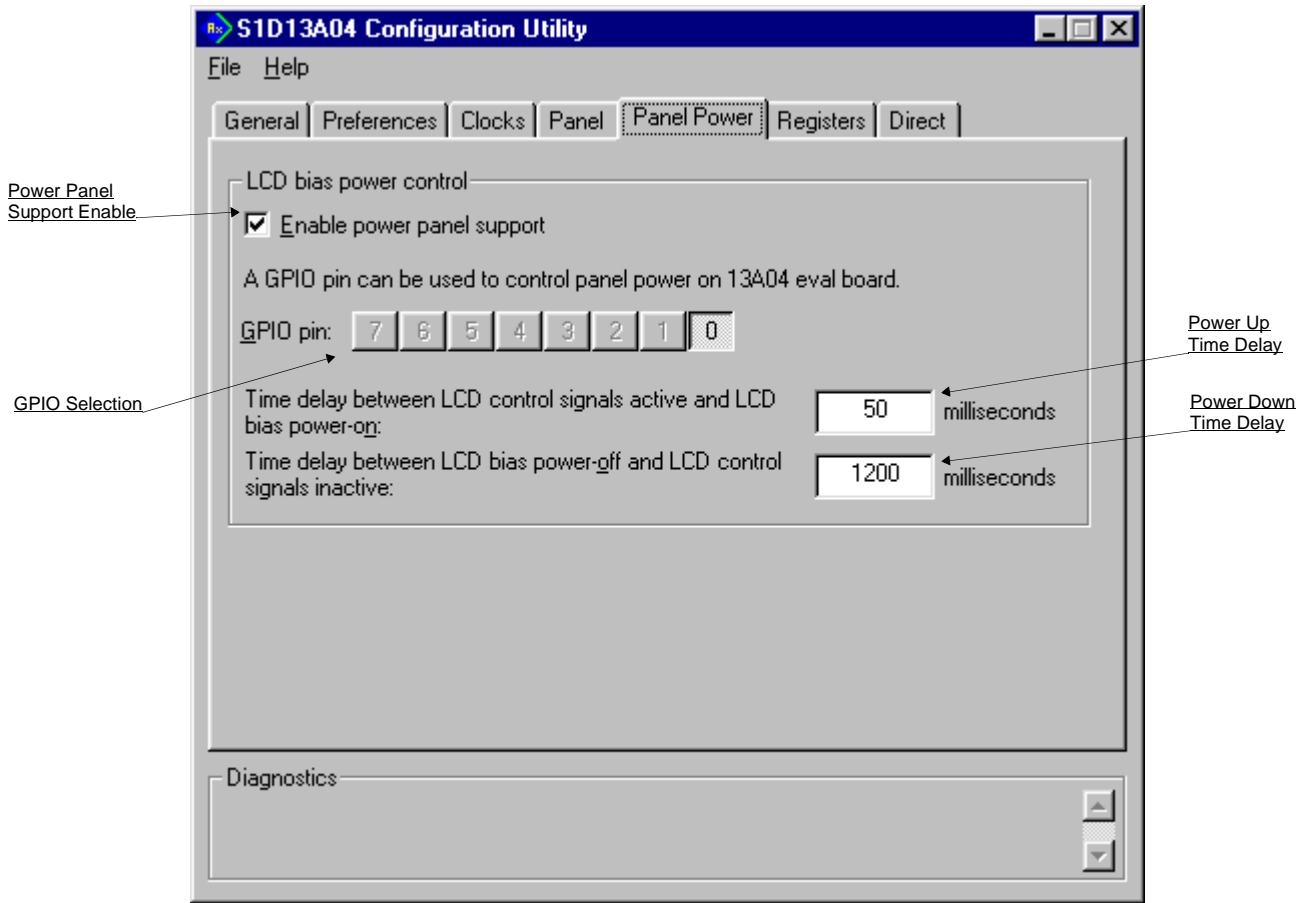 S1D13A04 Configuration Utility
File Help
General Preferences Clocks Panel Panel Power Registers Direct
LCD bias power control
Power Panel
Support Enable
Enable power panel support
A GPIO pin can be used to control panel power on 13A04 eval board.
GPIO pin: 7 6 5 4 3 2 1 0
GPIO Selection
Power Up
Time Delay
Time delay between LCD control signals active and LCD
bias power-on:
50 milliseconds
Power Down
Time Delay
Time delay between LCD bias power-off and LCD control
signals inactive:
1200 milliseconds
Diagnostics